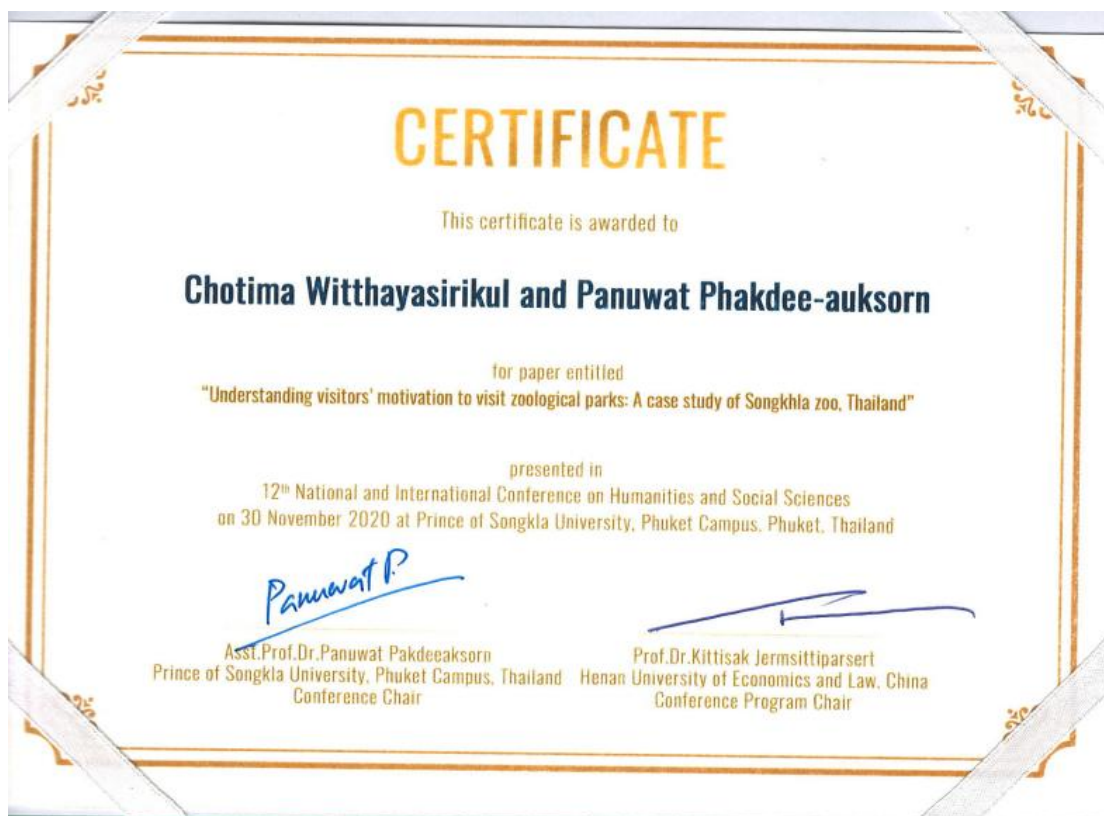 CERTIFICATE
This certificate is awarded to
Chotima Witthayasirikul and Panuwat Phakdee-auksorn
for paper entitled
"Understanding visitors' motivation to visit zoological parks: A case study of Songkhla zoo, Thailand"
presented in
12th National and International Conference on Humanities and Social Sciences
on 30 November 2020 at Prince of Songkla University, Phuket Campus, Phuket, Thailand
Panuwat P.
Asst.Prof.Dr.Panuwat Pakdeeaksorn
Prince of Songkla University, Phuket Campus, Thailand
Conference Chair
Prof.Dr.Kittisak Jermsittiparsert
Henan University of Economics and Law, China
Conference Program Chair